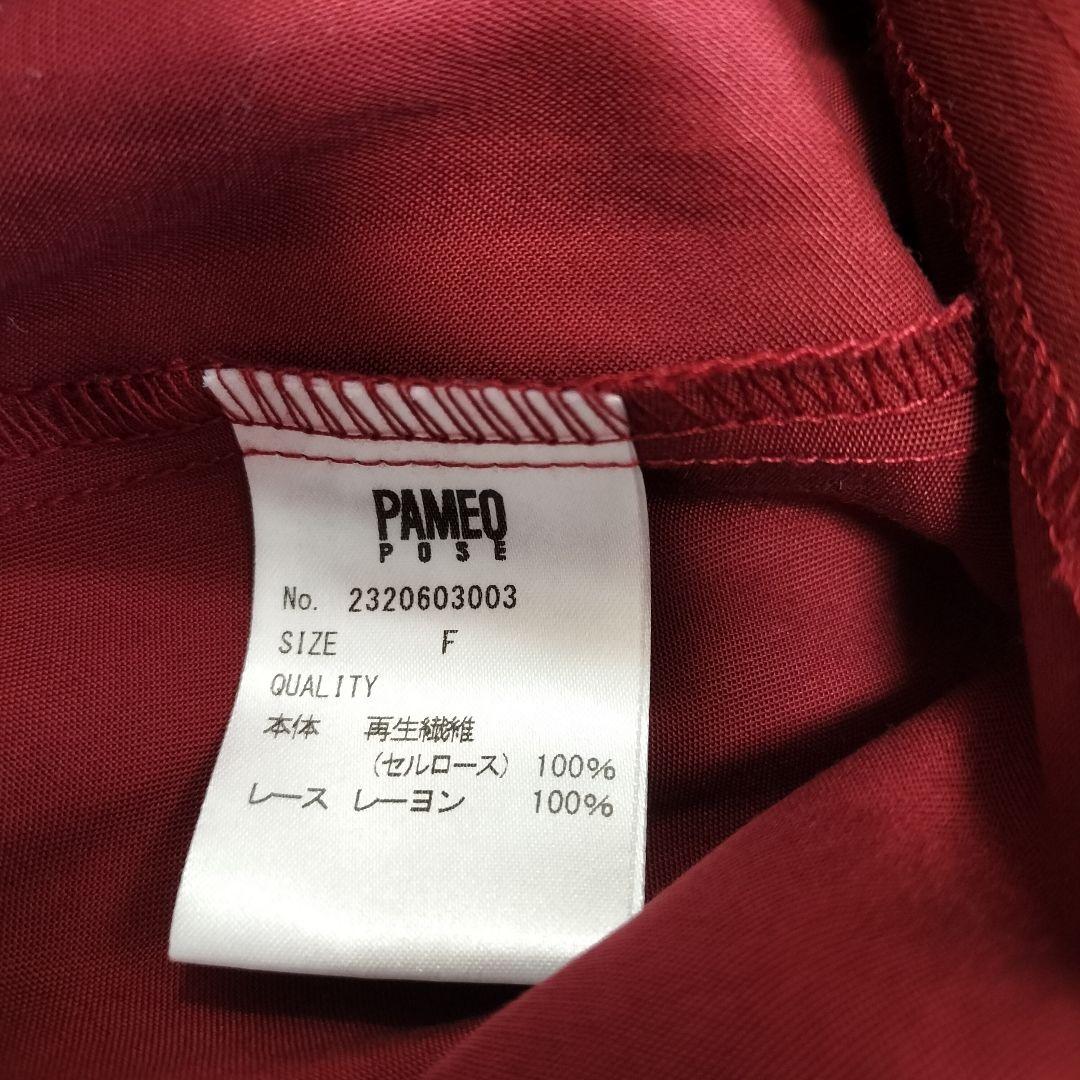 PAMEO
POSE
No. 2320603003
SIZE F
QUALITY
本体 再生繊維
(セルロース) 100%
レース レーヨン 100%